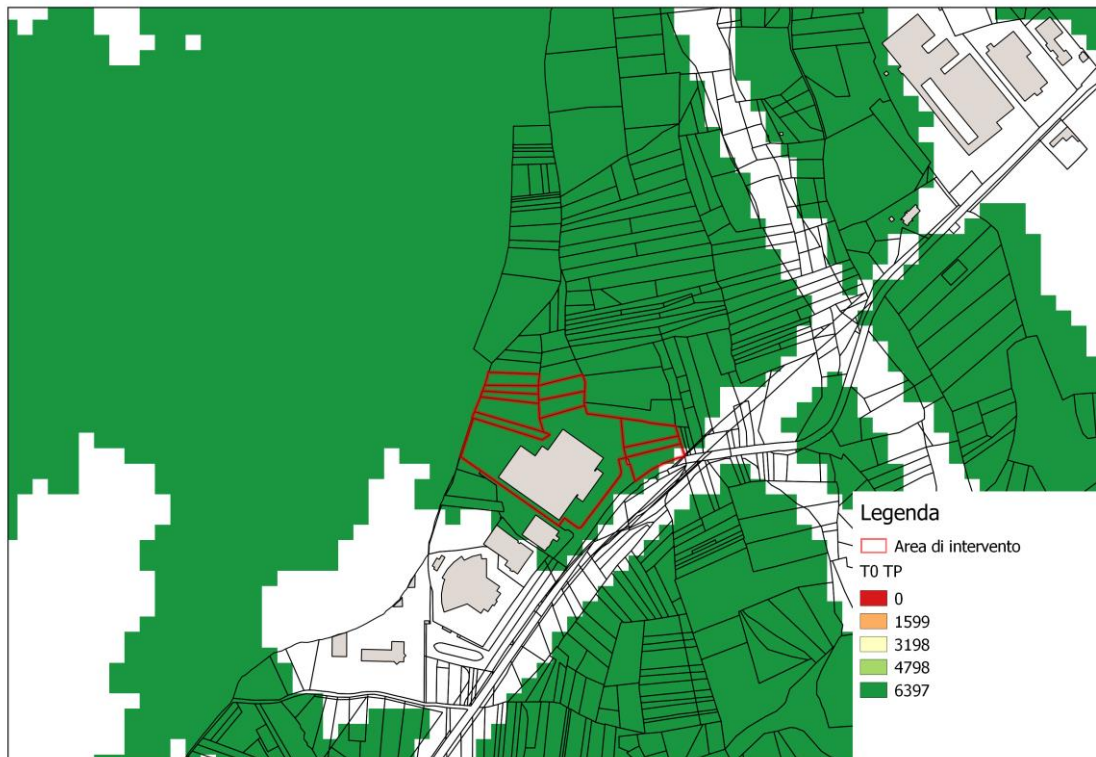 Legenda
Area di intervento
T0 TP
0
1599
3198
4798
6397